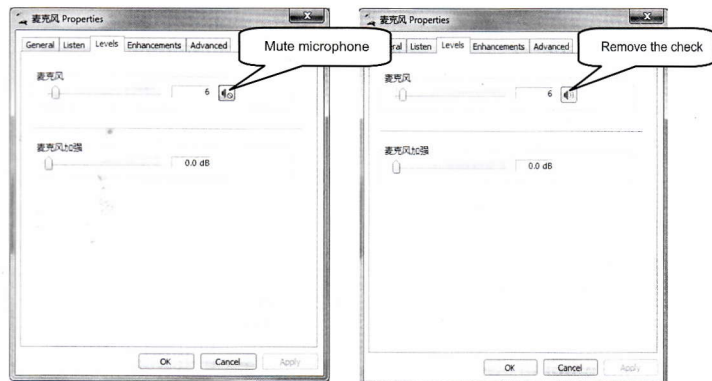 麦克风 Properties
General Listen Levels Enhancements Advanced
Mute microphone
麦克风
6
麦克风加强
0.0 dB
OK Cancel Apply
麦克风 Properties
ral Listen Levels Enhancements Advanced
Remove the check
麦克风
6
麦克风加强
0.0 dB
OK Cancel Apply